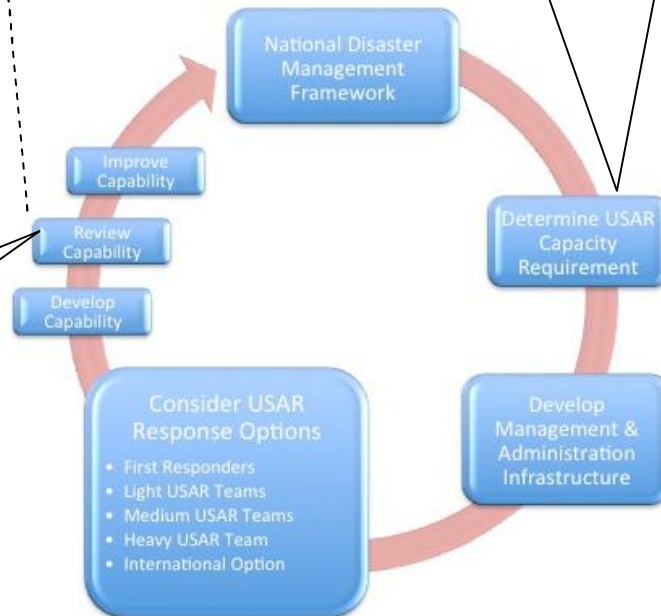 National Disaster
Management
Framework
Determine USAR
Capacity
Requirement
Develop
Management &
Administration
Infrastructure
Consider USAR
Response Options
• First Responders
• Light USAR Teams
• Medium USAR Teams
• Heavy USAR Team
• International Option
Develop
Capability
Review
Capability
Improve
Capability